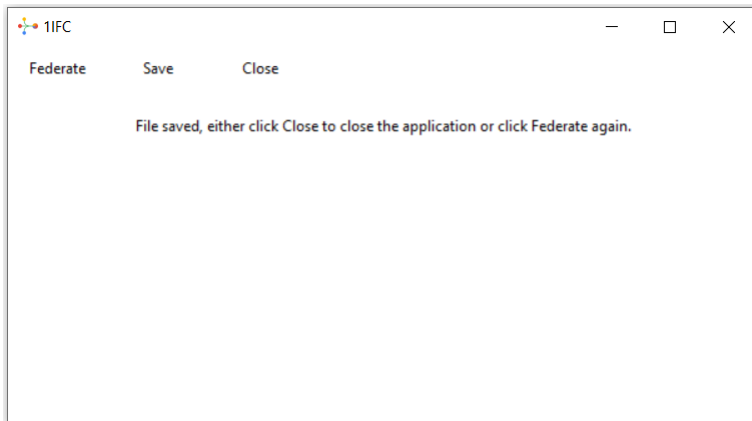 1IFC
Federate Save Close
File saved, either click Close to close the application or click Federate again.